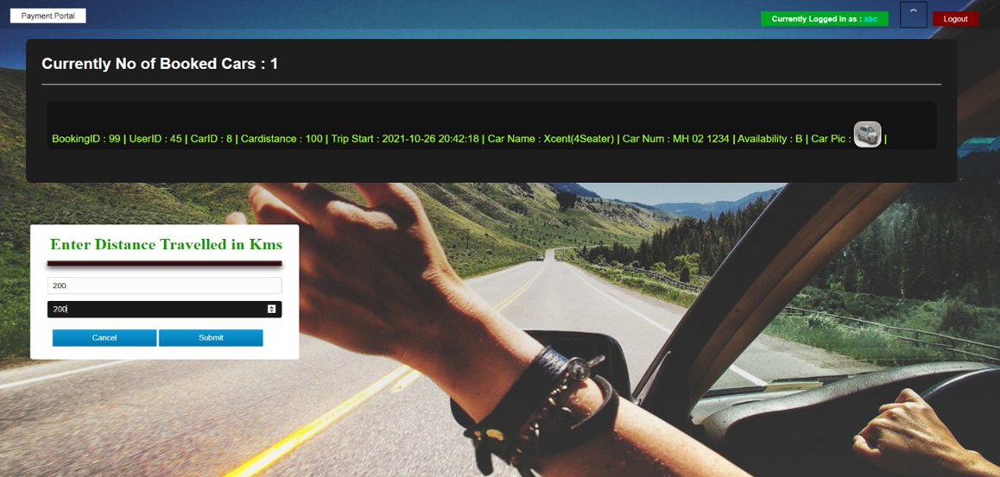 Payment Portal
Currently Logged in as : abc
Logout
Currently No of Booked Cars : 1
BookingID : 99 | UserID : 45 | CarID : 8 | Cardistance : 100 | Trip Start : 2021-10-26 20:42:18 | Car Name : Xcent(4Seater) | Car Num : MH 02 1234 | Availability : B | Car Pic : |
Enter Distance Travelled in Kms
200
200
Cancel
Submit